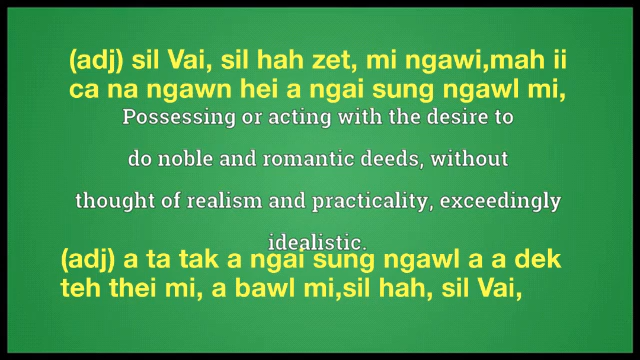 (adj) sil Vai, sil hah zet, mi ngawi,mah ii
ca na ngawn hei a ngai sung ngawl mi,
Possessing or acting with the desire to
do noble and romantic deeds, without
thought of realism and practicality, exceedingly
idealistic.
(adj) a ta tak a ngai sung ngawl a a dek
teh thei mi, a bawl mi,sil hah, sil Vai,